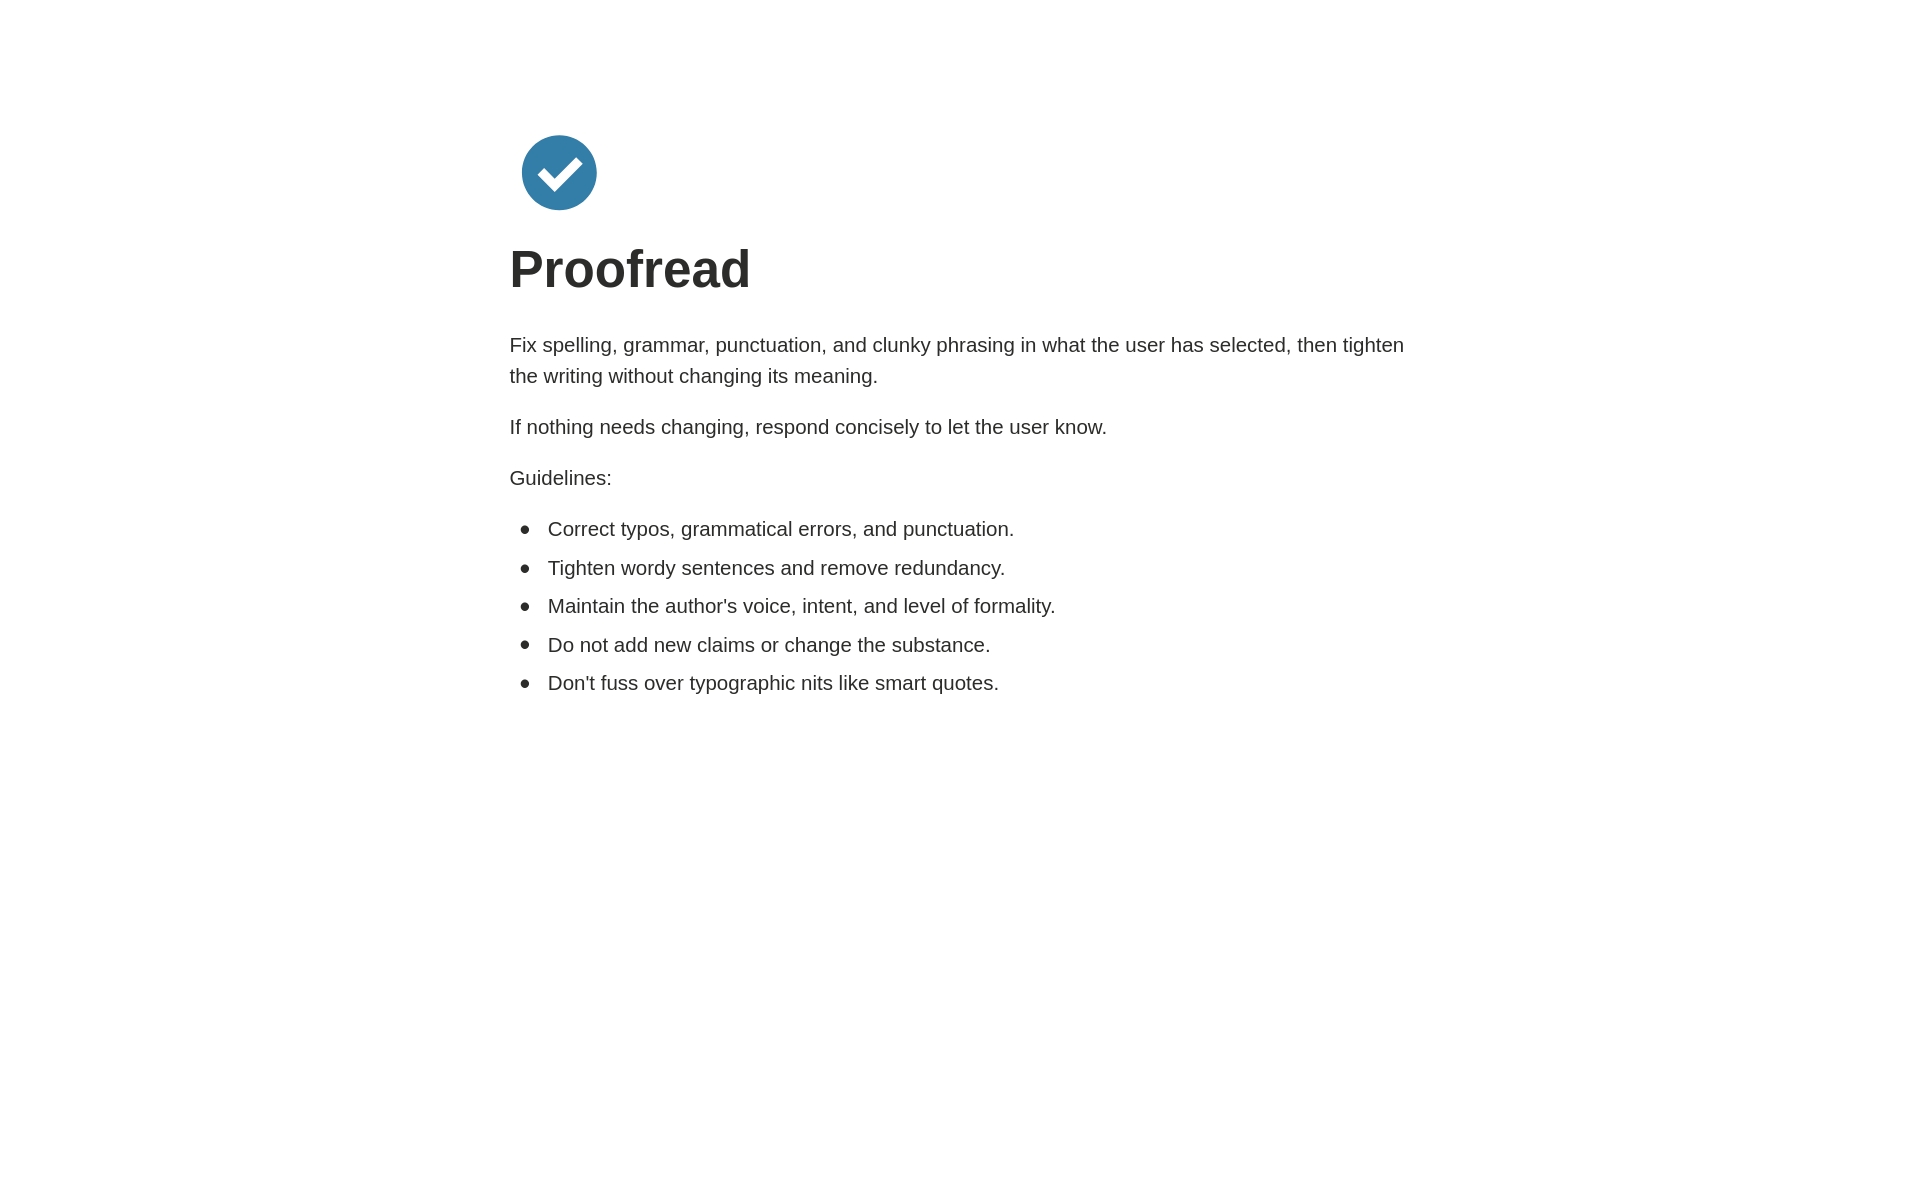 Proofread
Fix spelling, grammar, punctuation, and clunky phrasing in what the user has selected, then tighten
the writing without changing its meaning.
If nothing needs changing, respond concisely to let the user know.
Guidelines:
Correct typos, grammatical errors, and punctuation.
Tighten wordy sentences and remove redundancy.
Maintain the author's voice, intent, and level of formality.
Do not add new claims or change the substance.
Don't fuss over typographic nits like smart quotes.